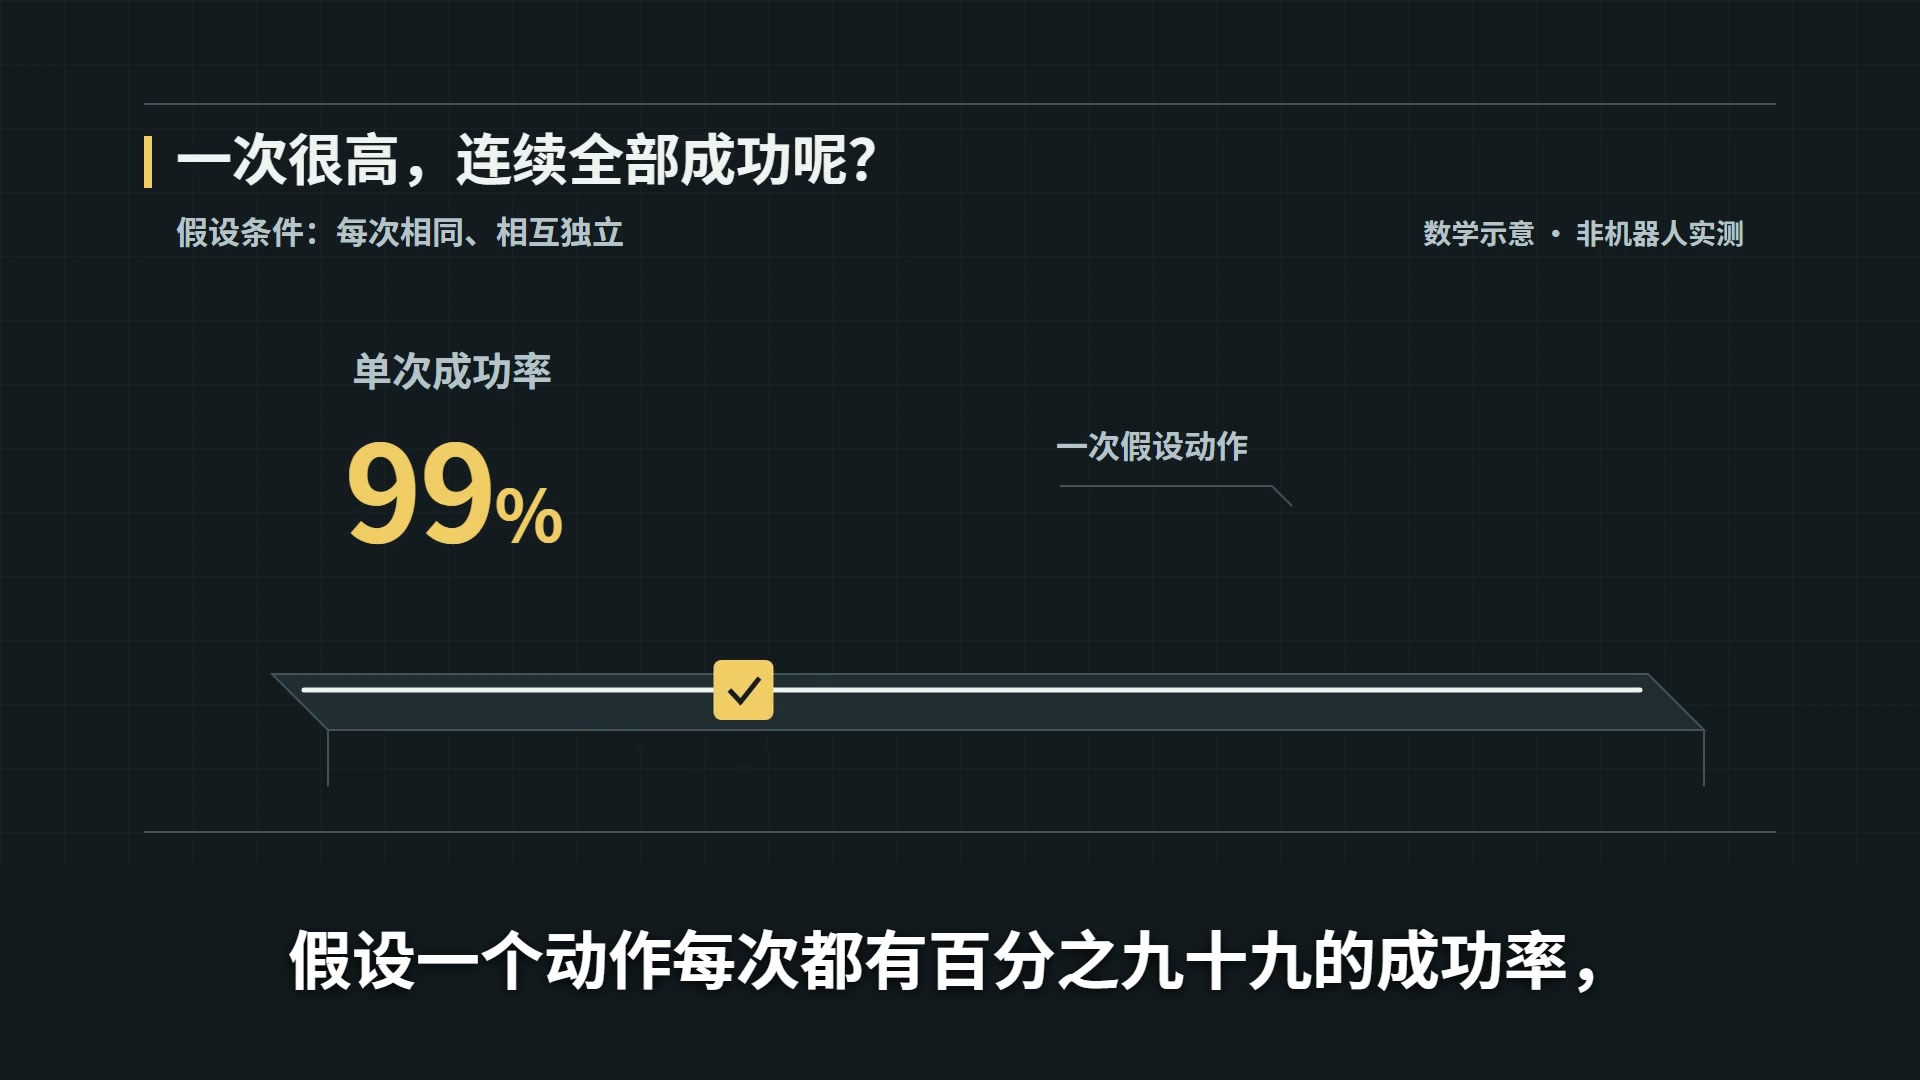 一次很高，连续全部成功呢？
假设条件：每次相同、相互独立
数学示意 · 非机器人实测
单次成功率
99%
一次假设动作
假设一个动作每次都有百分之九十九的成功率，